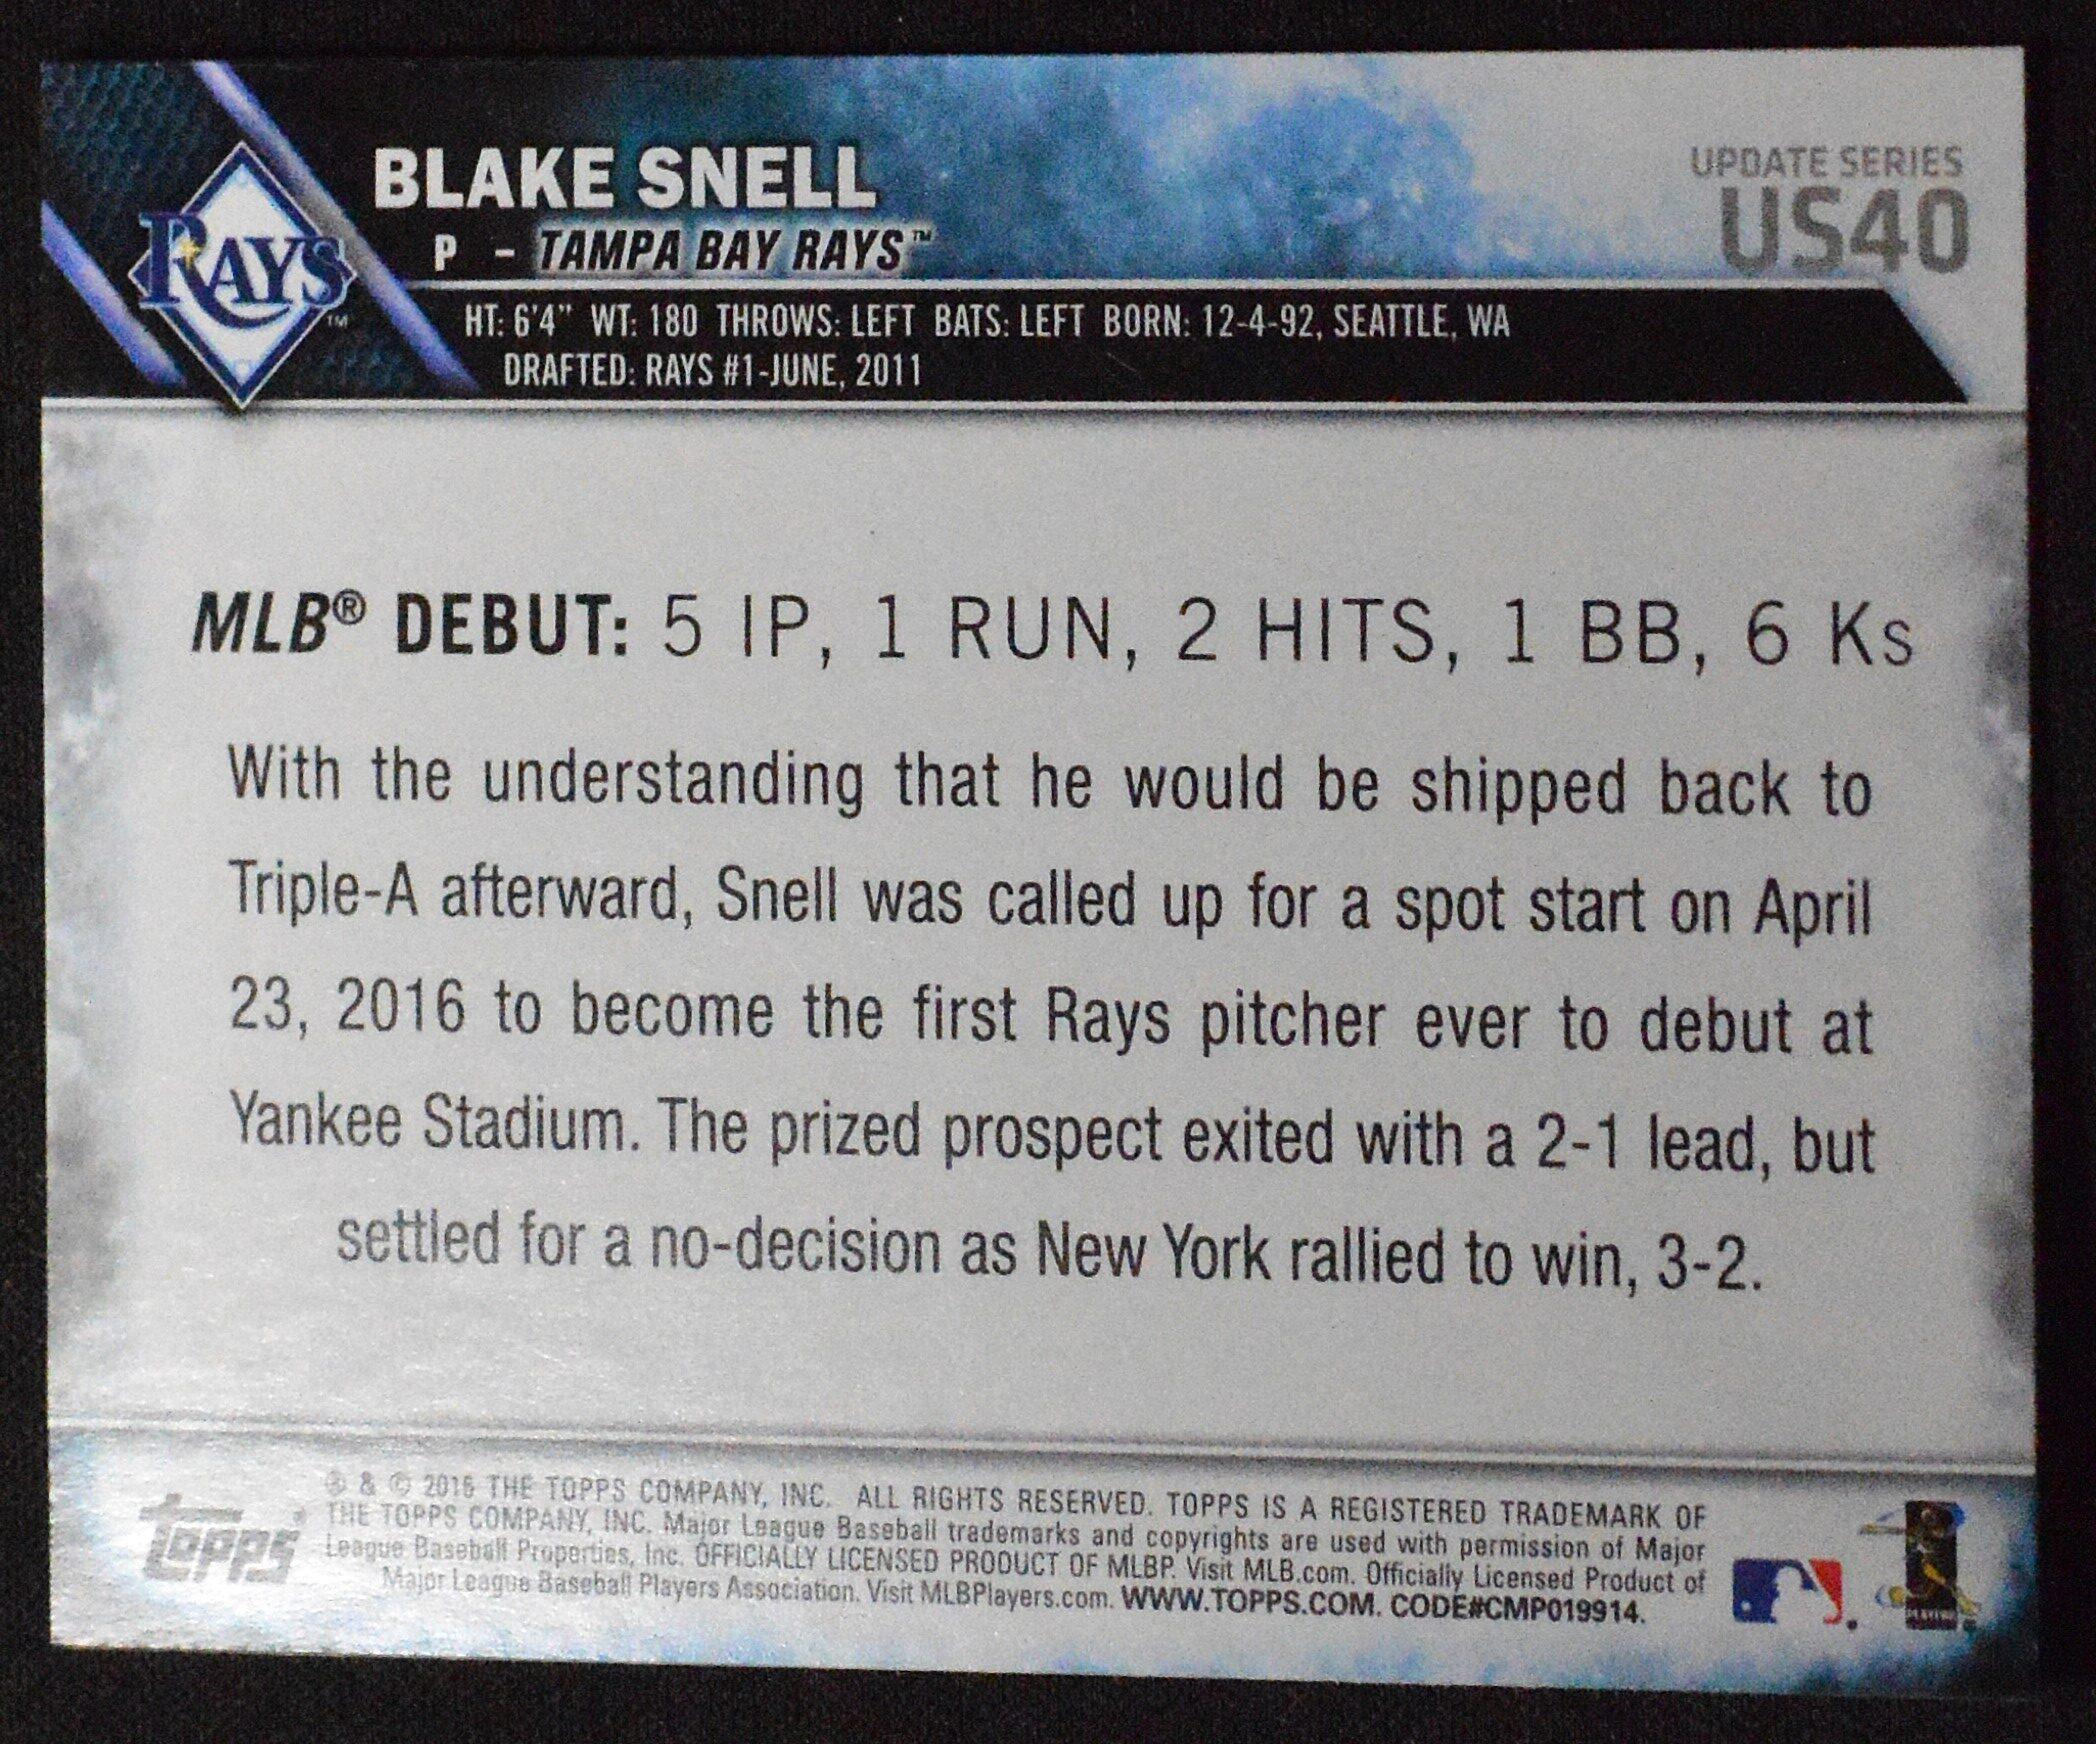 BLAKE SNELL
P - TAMPA BAY RAYS™
UPDATE SERIES
US40
RAYS™
HT: 6'4" WT: 180 THROWS: LEFT BATS: LEFT BORN: 12-4-92, SEATTLE, WA
DRAFTED: RAYS #1-JUNE, 2011
MLB® DEBUT: 5 IP, 1 RUN, 2 HITS, 1 BB, 6 Ks
With the understanding that he would be shipped back to
Triple-A afterward, Snell was called up for a spot start on April
23, 2016 to become the first Rays pitcher ever to debut at
Yankee Stadium. The prized prospect exited with a 2-1 lead, but
settled for a no-decision as New York rallied to win, 3-2.
topps
® & © 2016 THE TOPPS COMPANY, INC. ALL RIGHTS RESERVED. TOPPS IS A REGISTERED TRADEMARK OF
THE TOPPS COMPANY, INC. Major League Baseball trademarks and copyrights are used with permission of Major
League Baseball Properties, Inc. OFFICIALLY LICENSED PRODUCT OF MLBP. Visit MLB.com. Officially Licensed Product of
Major League Baseball Players Association. Visit MLBPlayers.com. WWW.TOPPS.COM. CODE#CMP019914.